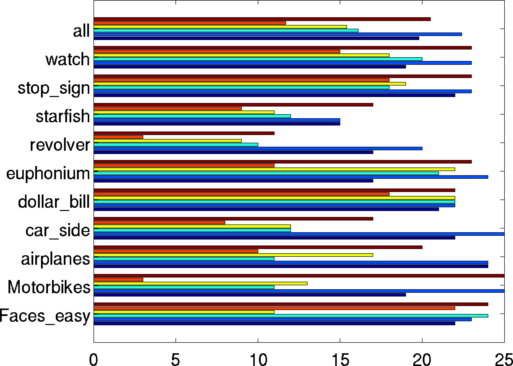 all
watch
stop_sign
starfish
revolver
euphonium
dollar_bill
car_side
airplanes
Motorbikes
Faces_easy
0 5 10 15 20 25